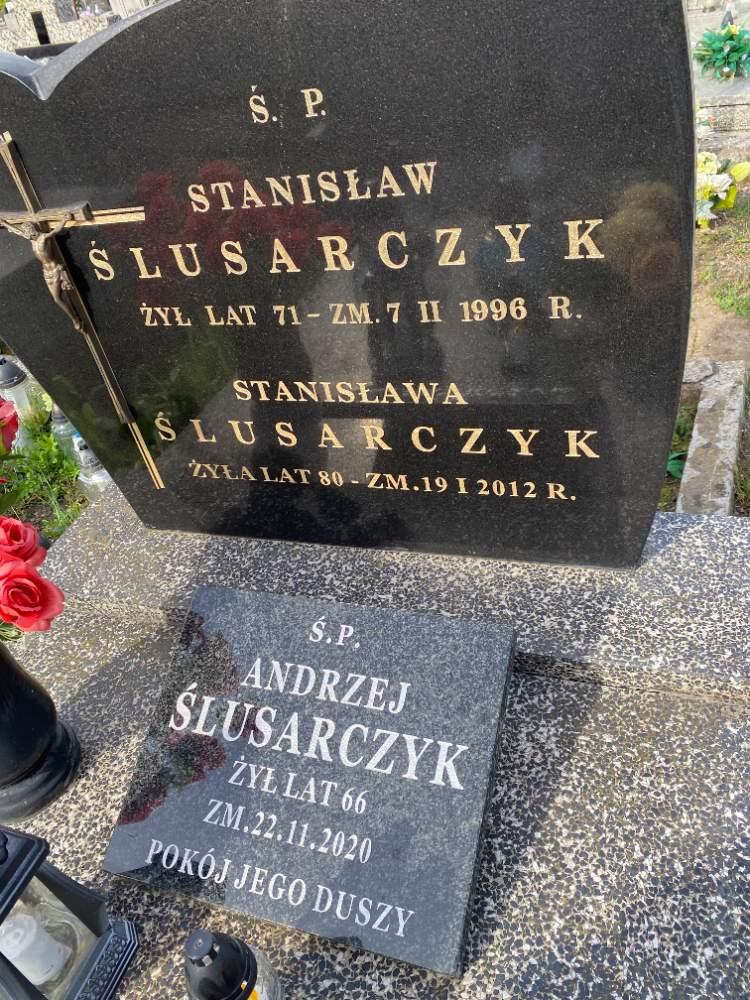 Ś. P.
STANISŁAW
ŚLUSARCZYK
ŻYŁ LAT 71 - ZM. 7 II 1996 R.
STANISŁAWA
ŚLUSARCZYK
ŻYŁA LAT 80 - ZM. 19 I 2012 R.
Ś.P.
ANDRZEJ
ŚLUSARCZYK
ŻYŁ LAT 66
ZM. 22.11.2020
POKÓJ JEGO DUSZY